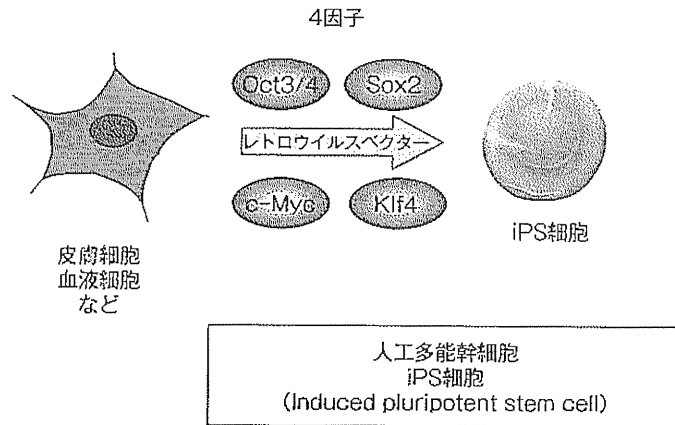 4因子
Oct3/4
Sox2
レトロウイルスベクター
c-Myc
Klf4
皮膚細胞
血液細胞
など
iPS細胞
人工多能幹細胞
iPS細胞
(Induced pluripotent stem cell)